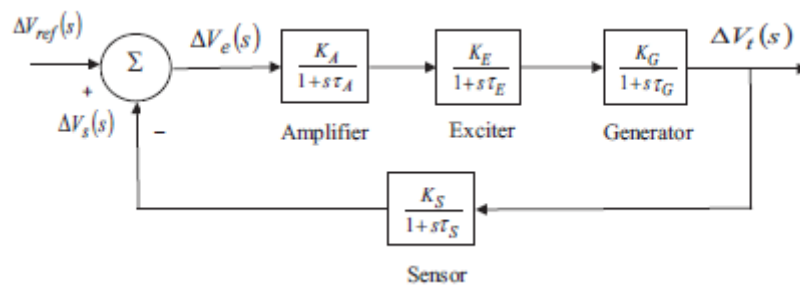 ΔV_ref(s)
+
Σ
ΔV_s(s)
−
ΔV_e(s)
K_A
1+sτ_A
Amplifier
K_E
1+sτ_E
Exciter
K_G
1+sτ_G
Generator
ΔV_t(s)
K_S
1+sτ_S
Sensor